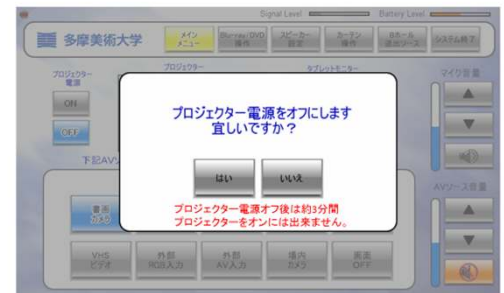 Signal Level
Battery Level
多摩美術大学
メイン
メニュー
Blu-ray/DVD
操作
スピーカー
設定
カーテン
操作
Bホール
送出ソース
システム終了
プロジェクター
電源
プロジェクター
タブレットモニター
マイク音量
ON
OFF
プロジェクター電源をオフにします
宜しいですか？
はい
いいえ
プロジェクター電源オフ後は約3分間
プロジェクターをオンには出来ません。
下記AVソ
書画
カメラ
AVソース音量
VHS
ビデオ
外部
RGB入力
外部
AV入力
場内
カメラ
画面
OFF